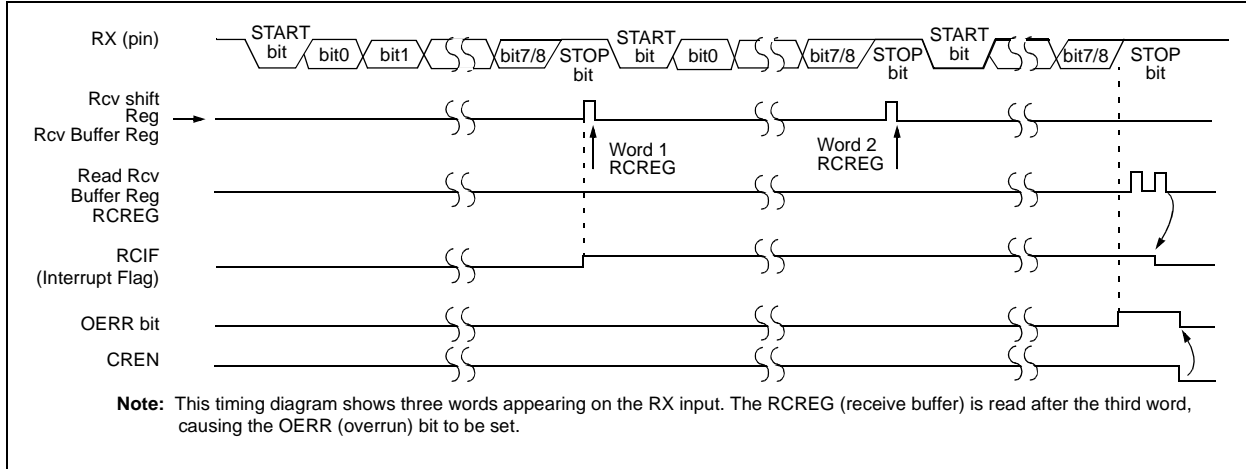 RX (pin)
START
bit
bit0
bit1
bit7/8
STOP
bit
START
bit
bit0
bit7/8
STOP
bit
START
bit
bit7/8
STOP
bit
Rcv shift
Reg
Rcv Buffer Reg
Word 1
RCREG
Word 2
RCREG
Read Rcv
Buffer Reg
RCREG
RCIF
(Interrupt Flag)
OERR bit
CREN
Note: This timing diagram shows three words appearing on the RX input. The RCREG (receive buffer) is read after the third word,
causing the OERR (overrun) bit to be set.